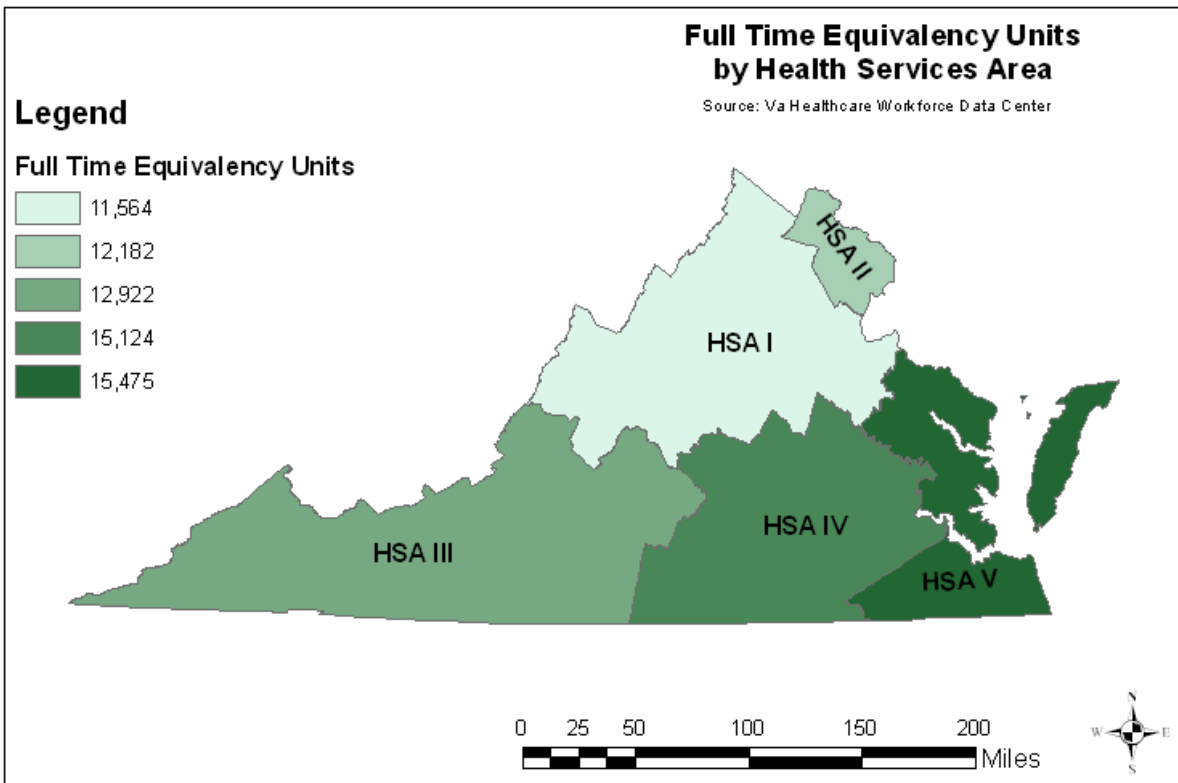 Full Time Equivalency Units
by Health Services Area
Source: Va Healthcare Workforce Data Center
Legend
Full Time Equivalency Units
11,564
12,182
12,922
15,124
15,475
HSA II
HSA I
HSA IV
HSA III
HSA V
0 25 50 100 150 200
Miles
N
W E
S